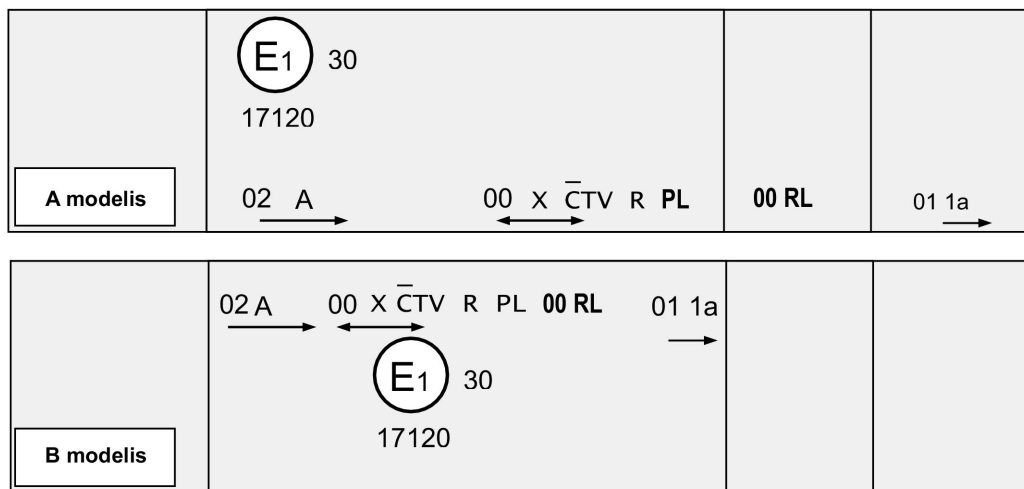 E1 30
17120
A modelis 02 A 00 X C̅TV R PL 00 RL 01 1a
02 A 00 X C̅TV R PL 00 RL 01 1a
E1 30
17120
B modelis